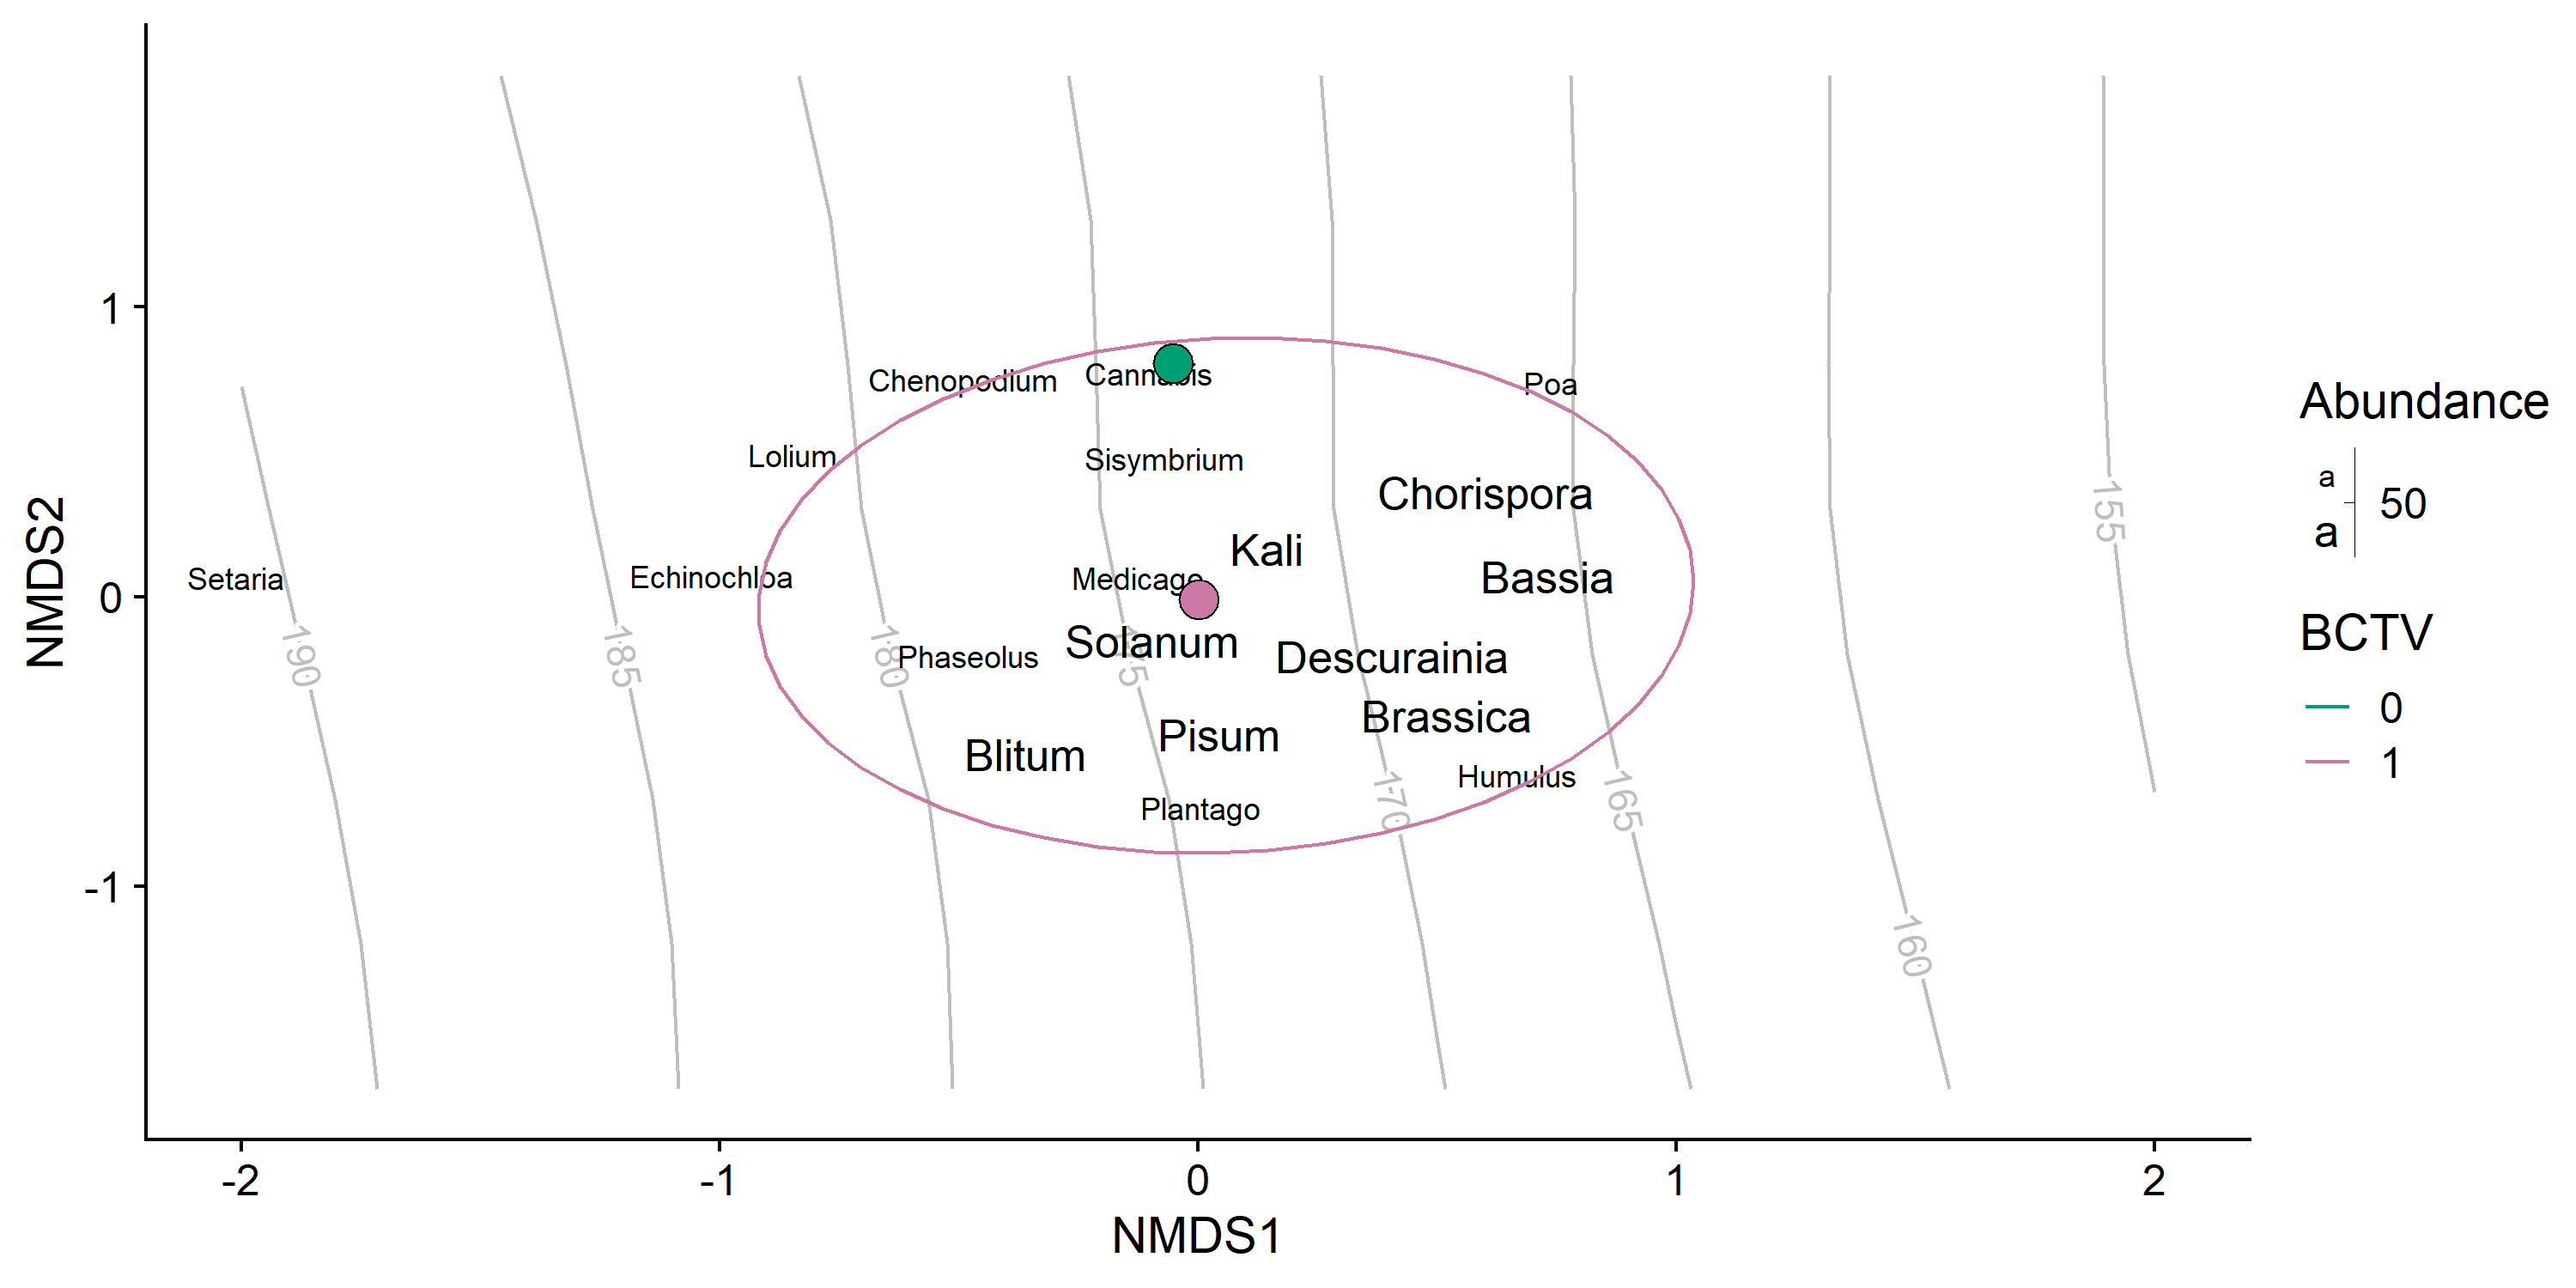 1
0
-1
NMDS2
-2
-1
0
1
2
NMDS1
Chenopodium
Cannabis
Poa
Lolium
Sisymbrium
Chorispora
Kali
Setaria
Echinochloa
Medicago
Bassia
Solanum
Phaseolus
Descurainia
Brassica
Pisum
Blitum
Humulus
Plantago
190
185
180
175
170
165
160
155
Abundance
a
a
50
BCTV
0
1